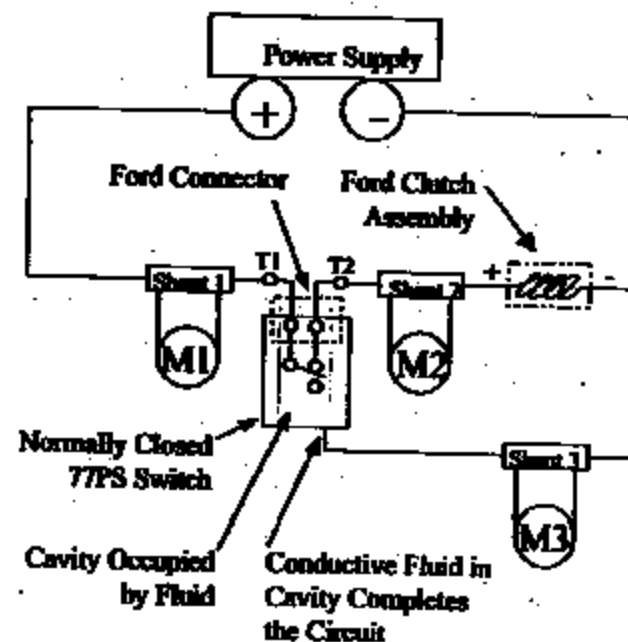 Power Supply
+
−
Ford Connector
Ford Clutch
Assembly
T1
T2
+
-
Shunt 1
Shunt 2
M1
M2
Normally Closed
77PS Switch
Shunt 3
M3
Cavity Occupied
by Fluid
Conductive Fluid in
Cavity Completes
the Circuit